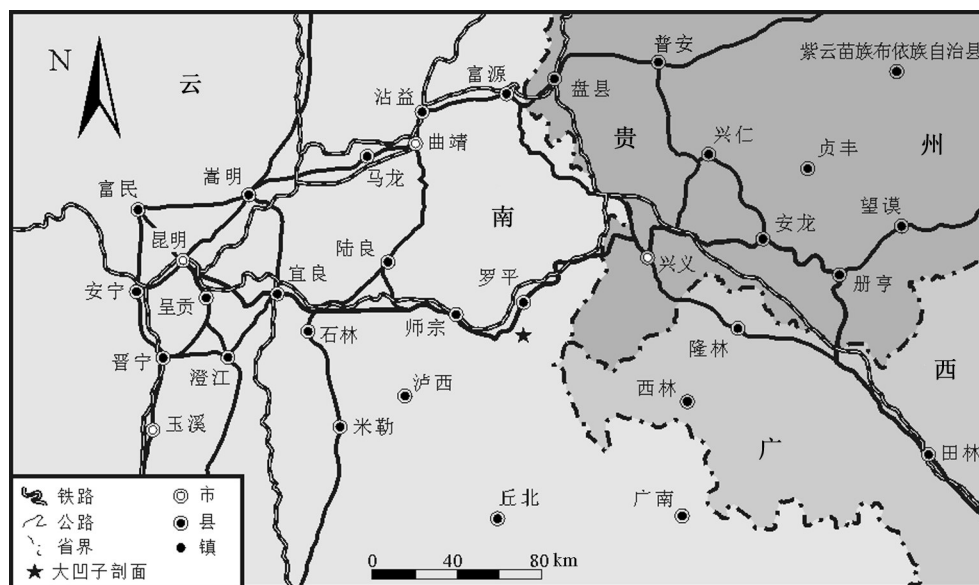 N
云
普安
紫云苗族布依族自治县
富源
盘县
沾益
贵
州
兴仁
贞丰
曲靖
马龙
嵩明
富民
南
望谟
安龙
昆明
陆良
兴义
册亨
安宁
呈贡
宜良
罗平
师宗
石林
隆林
晋宁
澄江
西
泸西
西林
玉溪
米勒
广
田林
丘北
广南
铁路
市
公路
县
省界
镇
大凹子剖面
0 40 80 km